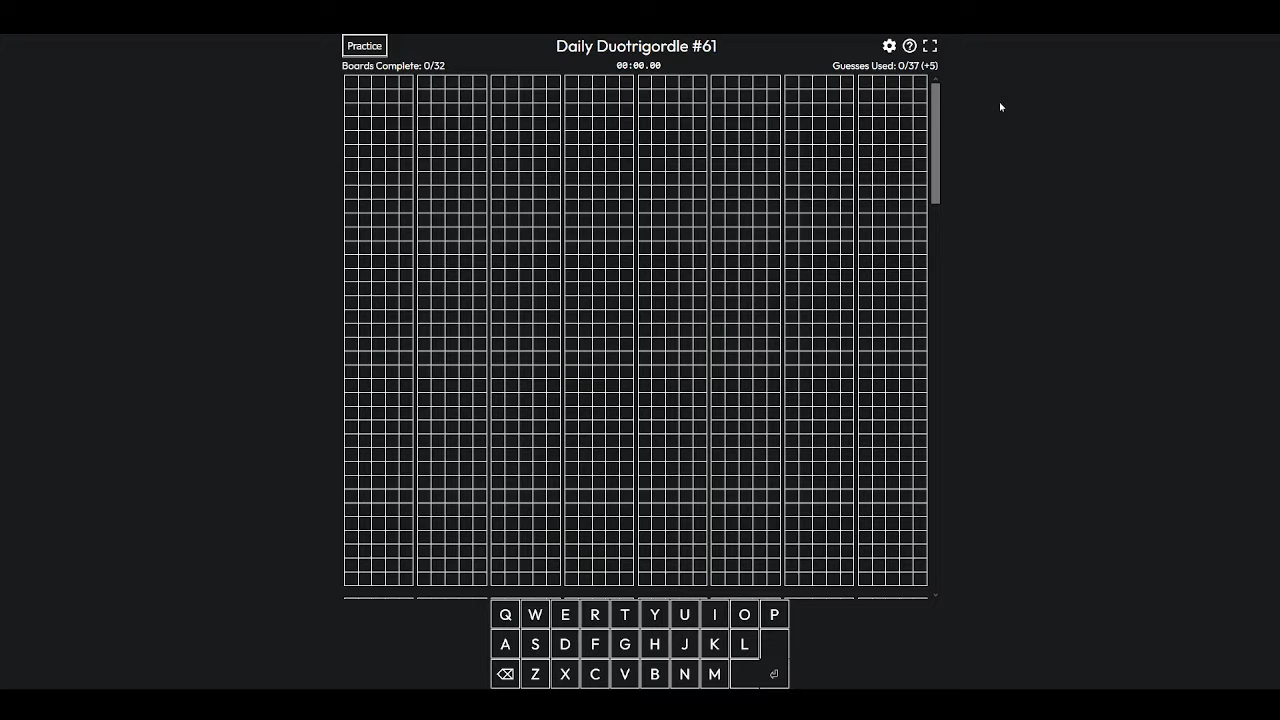 Practice
Daily Duotrigordle #61
Boards Complete: 0/32
00:00.00
Guesses Used: 0/37 (+5)
Q W E R T Y U I O P
A S D F G H J K L
⌫ Z X C V B N M ⏎